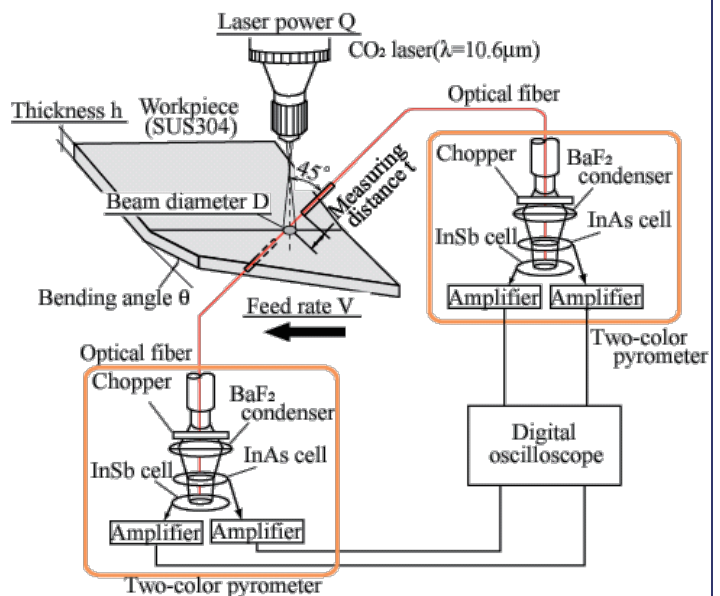 Laser power Q
CO₂ laser(λ=10.6μm)
Optical fiber
Thickness h
Workpiece
(SUS304)
45°
Measuring
distance t
Beam diameter D
Bending angle θ
Feed rate V
Chopper
BaF₂
condenser
InSb cell
InAs cell
Amplifier
Amplifier
Two-color
pyrometer
Optical fiber
Chopper
BaF₂
condenser
InSb cell
InAs cell
Amplifier
Amplifier
Two-color pyrometer
Digital
oscilloscope